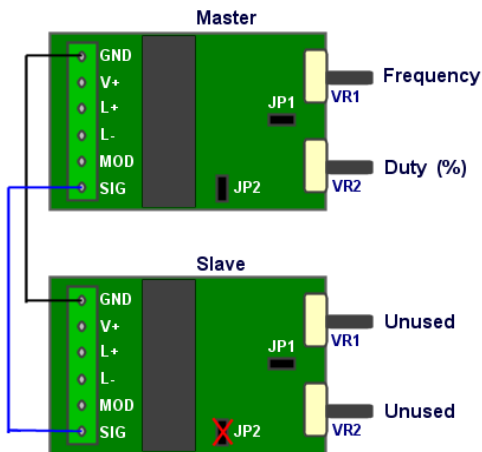 Master
GND
V+
L+
L-
MOD
SIG
JP1
JP2
VR1
VR2
Frequency
Duty (%)
Slave
GND
V+
L+
L-
MOD
SIG
JP1
JP2
VR1
VR2
Unused
Unused